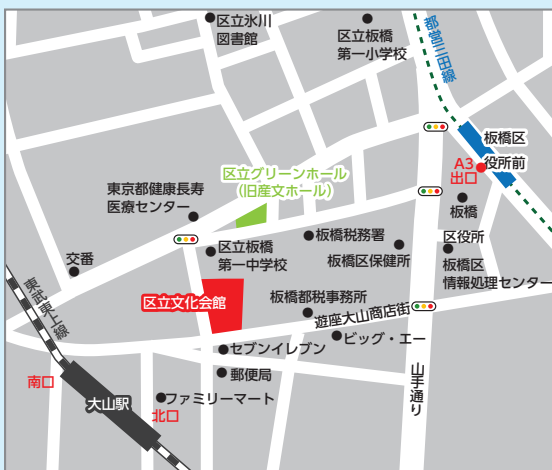 区立氷川
図書館
区立板橋
第一小学校
都営三田線
板橋区
役所前
A3
出口
区立グリーンホール
(旧産文ホール)
東京都健康長寿
医療センター
板橋
区役所
区立板橋
第一中学校
板橋税務署
板橋区保健所
板橋区
情報処理センター
交番
東武東上線
区立文化会館
板橋都税事務所
遊座大山商店街
ビッグ・エー
セブンイレブン
郵便局
山手通り
南口
大山駅
ファミリーマート
北口